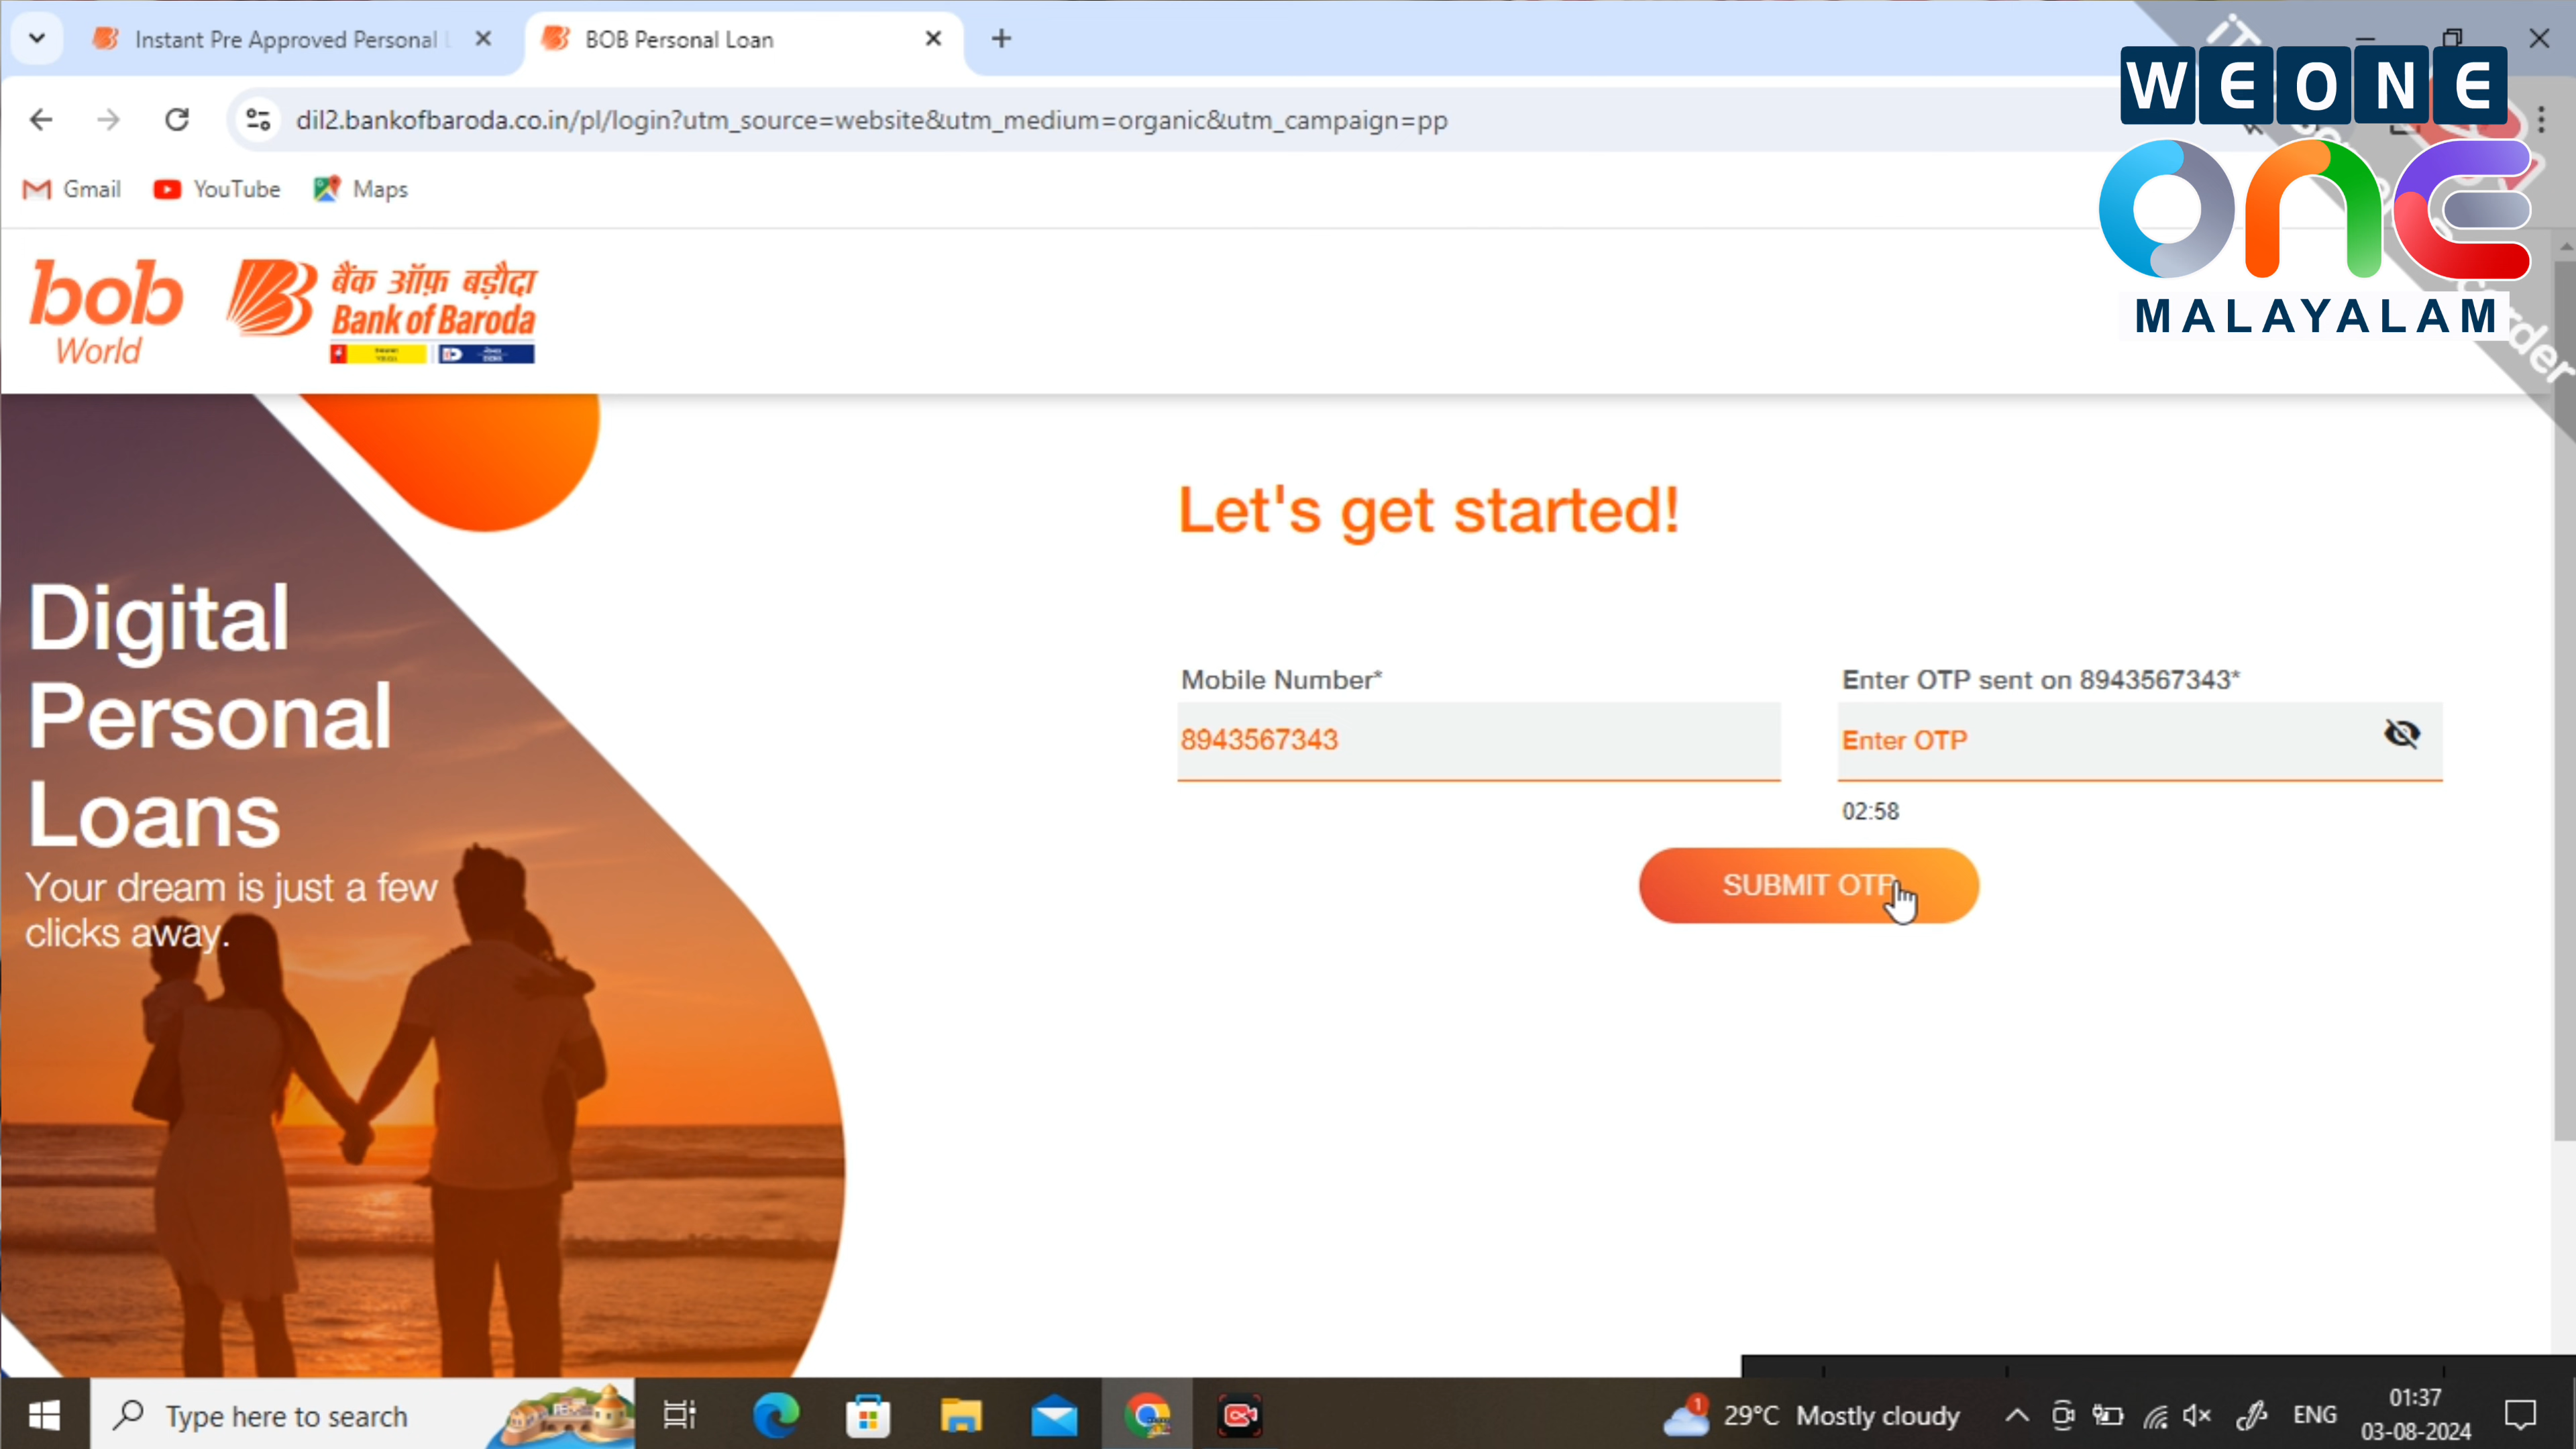 Instant Pre Approved Personal
BOB Personal Loan
dil2.bankofbaroda.co.in/pl/login?utm_source=website&utm_medium=organic&utm_campaign=pp
Gmail
YouTube
Maps
WEONE
one
MALAYALAM
bob
World
बैंक ऑफ़ बड़ौदा
Bank of Baroda
Let's get started!
Digital
Personal
Loans
Your dream is just a few
clicks away.
Mobile Number*
8943567343
Enter OTP sent on 8943567343*
Enter OTP
02:58
SUBMIT OTP
Type here to search
1
29°C Mostly cloudy
ENG
01:37
03-08-2024